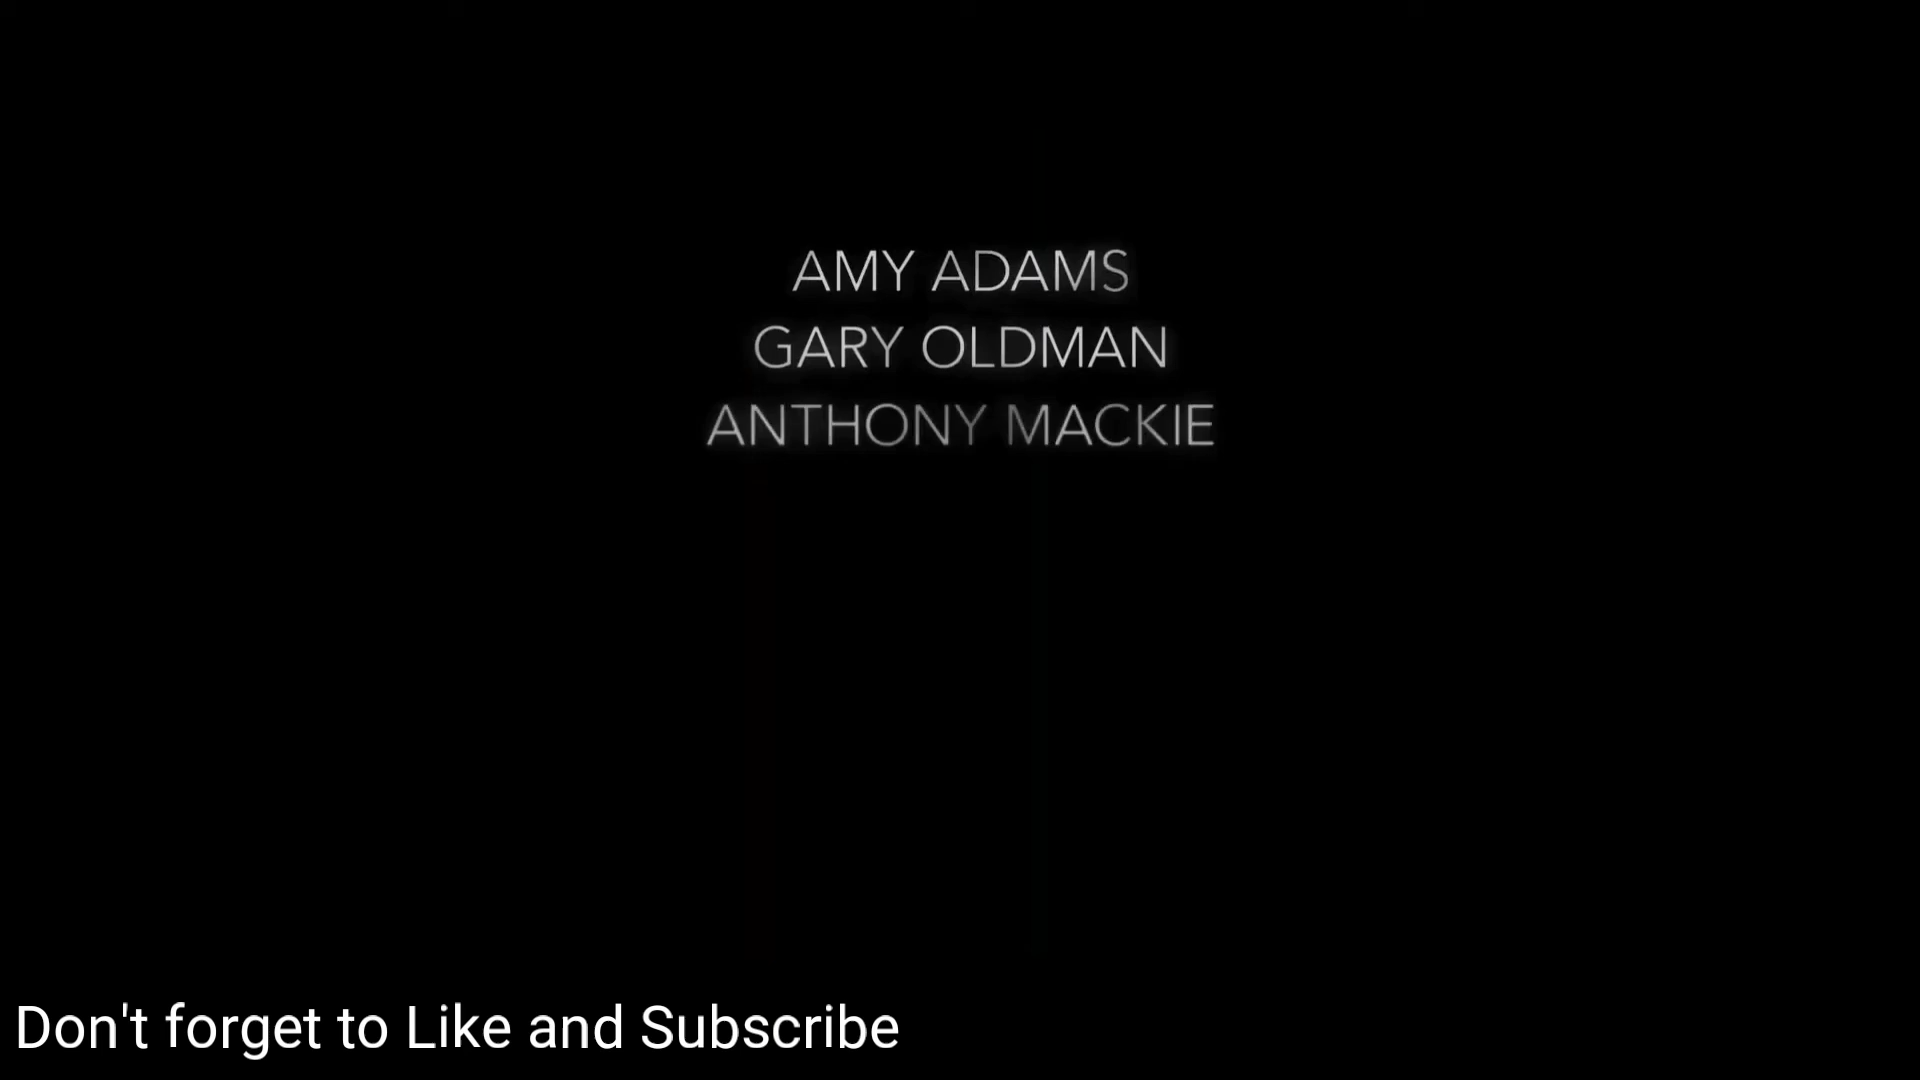 AMY ADAMS
GARY OLDMAN
ANTHONY MACKIE
Don't forget to Like and Subscribe